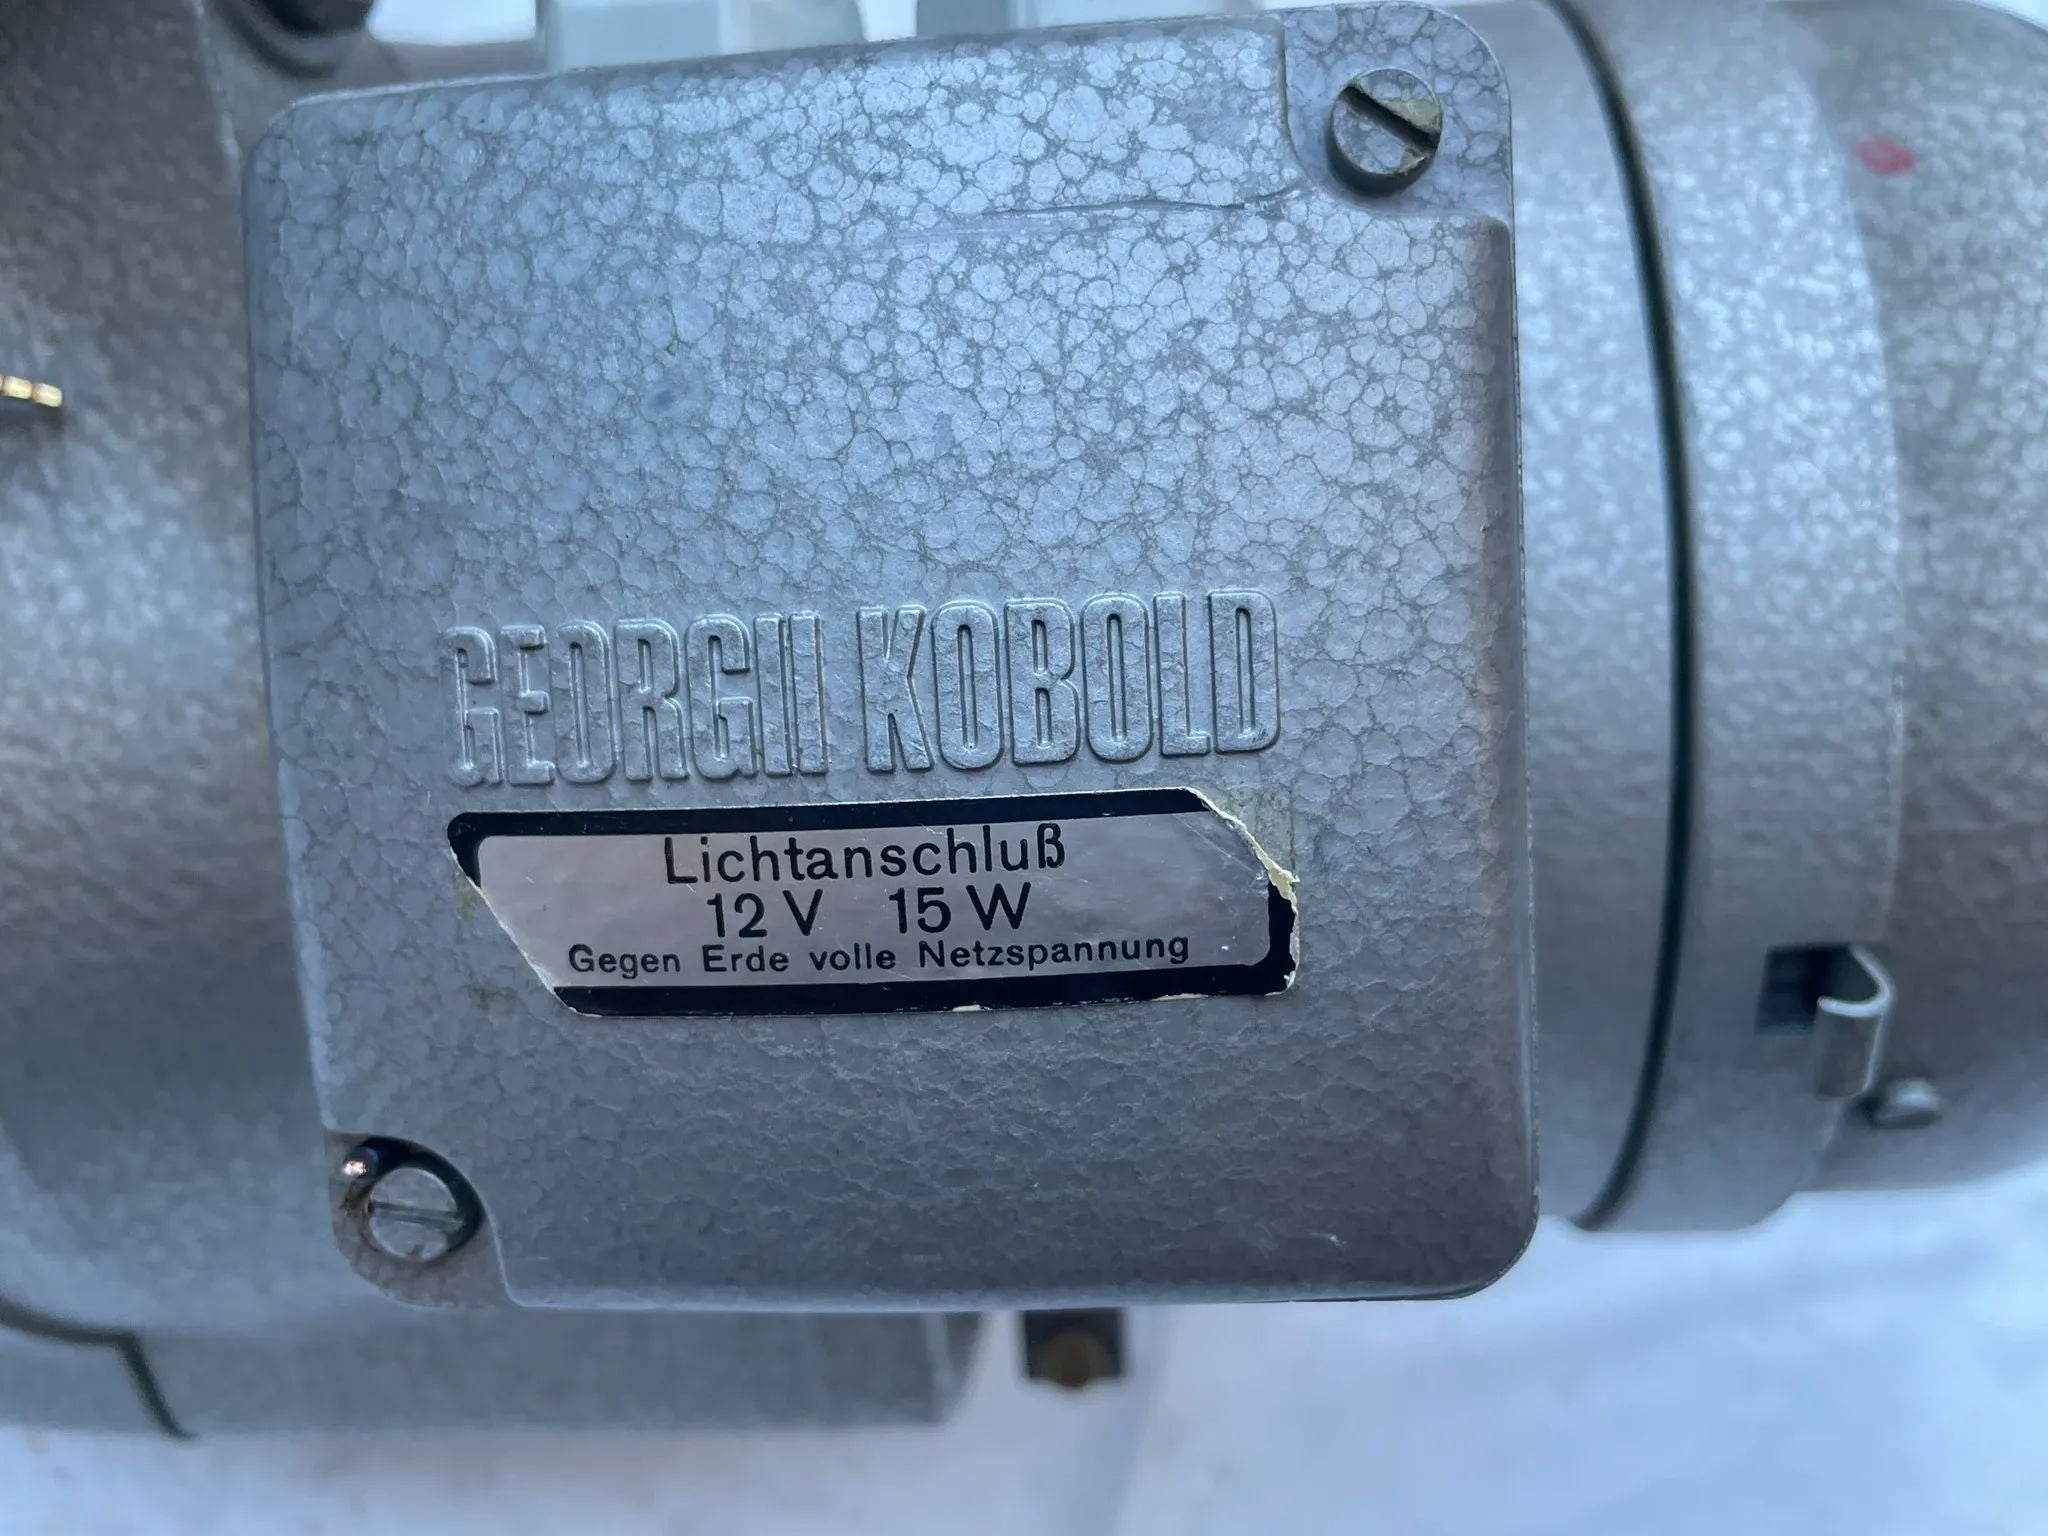 GEORGII KOBOLD
Lichtanschluß
12 V 15 W
Gegen Erde volle Netzspannung